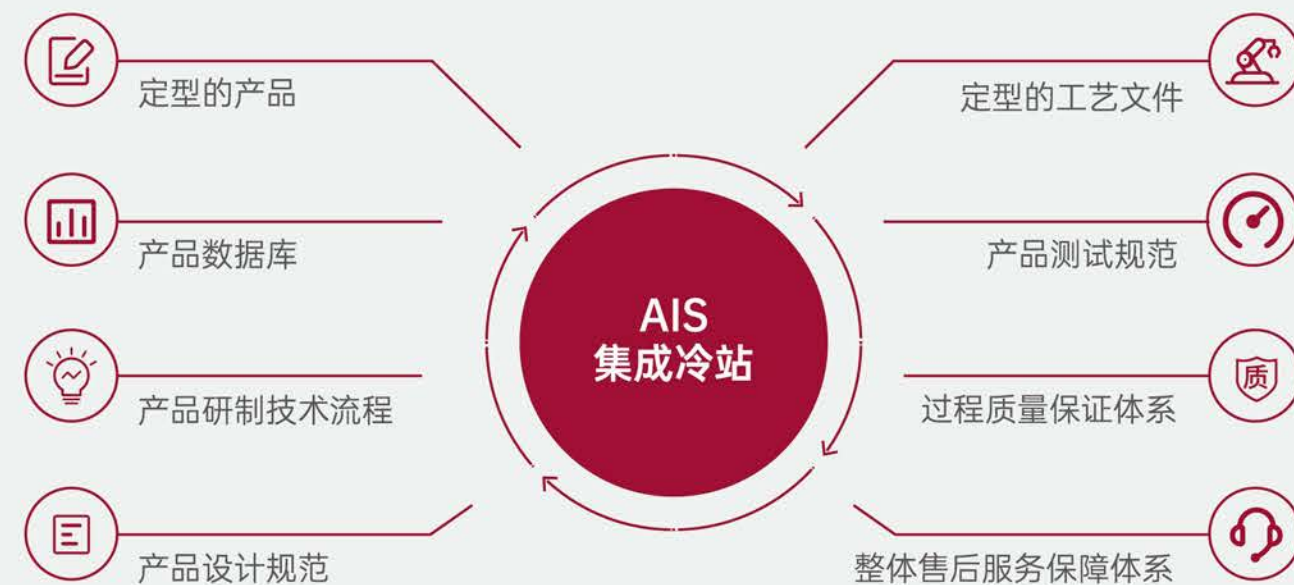 定型的产品
产品数据库
产品研制技术流程
产品设计规范
AIS
集成冷站
定型的工艺文件
产品测试规范
质
过程质量保证体系
整体售后服务保障体系